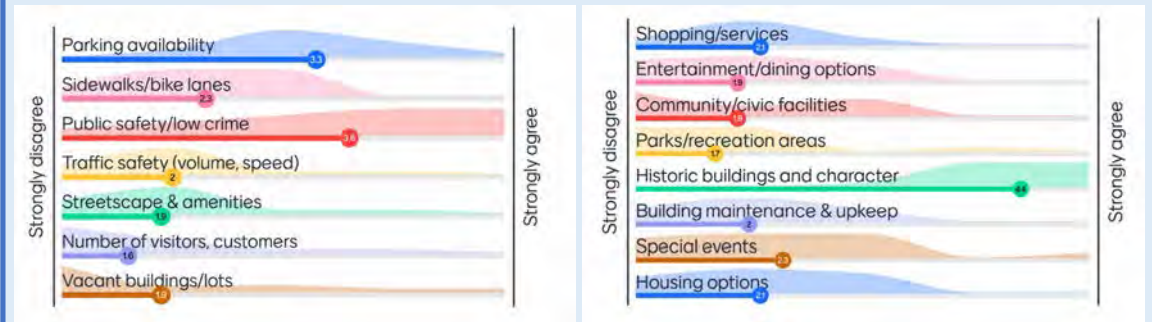 Strongly disagree
Parking availability
3.3
Sidewalks/bike lanes
2.3
Public safety/low crime
3.6
Traffic safety (volume, speed)
2
Streetscape & amenities
1.9
Number of visitors, customers
1.6
Vacant buildings/lots
1.9
Strongly agree
Strongly disagree
Shopping/services
2.1
Entertainment/dining options
1.9
Community/civic facilities
1.9
Parks/recreation areas
1.7
Historic buildings and character
4.4
Building maintenance & upkeep
2
Special events
2.3
Housing options
2.1
Strongly agree